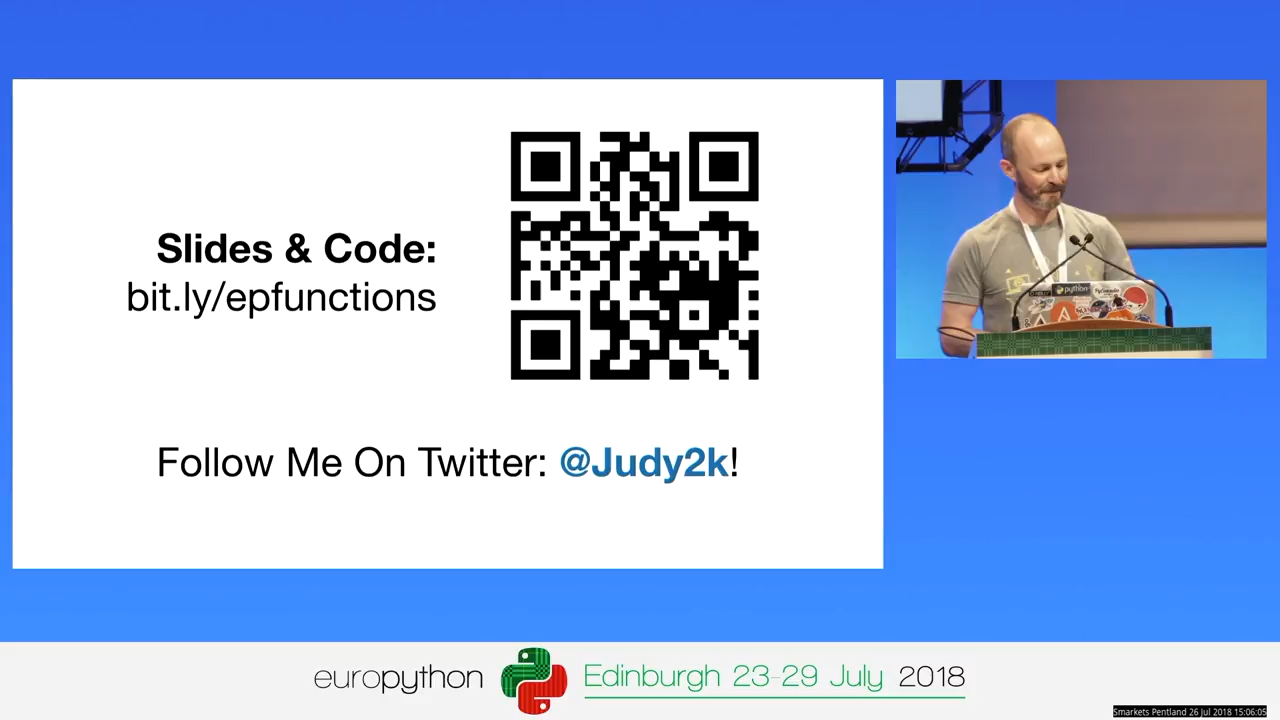 Slides & Code:
bit.ly/epfunctions
Follow Me On Twitter: @Judy2k!
python
europython
Edinburgh 23-29 July 2018
Smarkets Pentland 26 Jul 2018 15:06:05